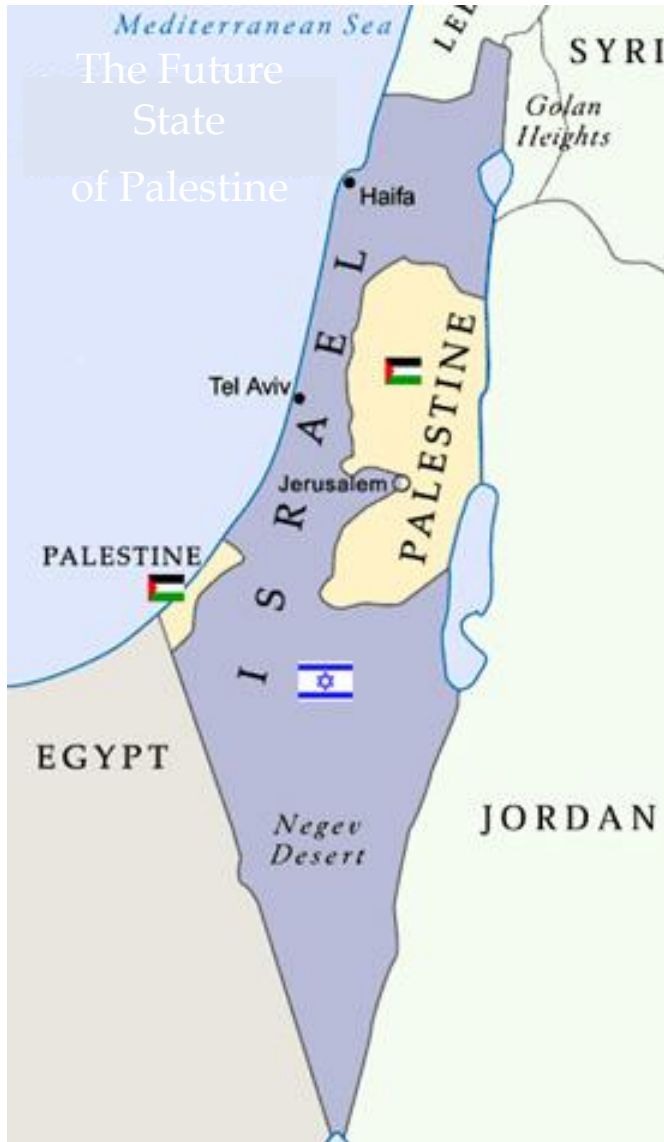 Mediterranean Sea
The Future
State
of Palestine
LEB
SYRI
Golan
Heights
Haifa
ISRAEL
Tel Aviv
PALESTINE
Jerusalem
PALESTINE
EGYPT
JORDAN
Negev
Desert